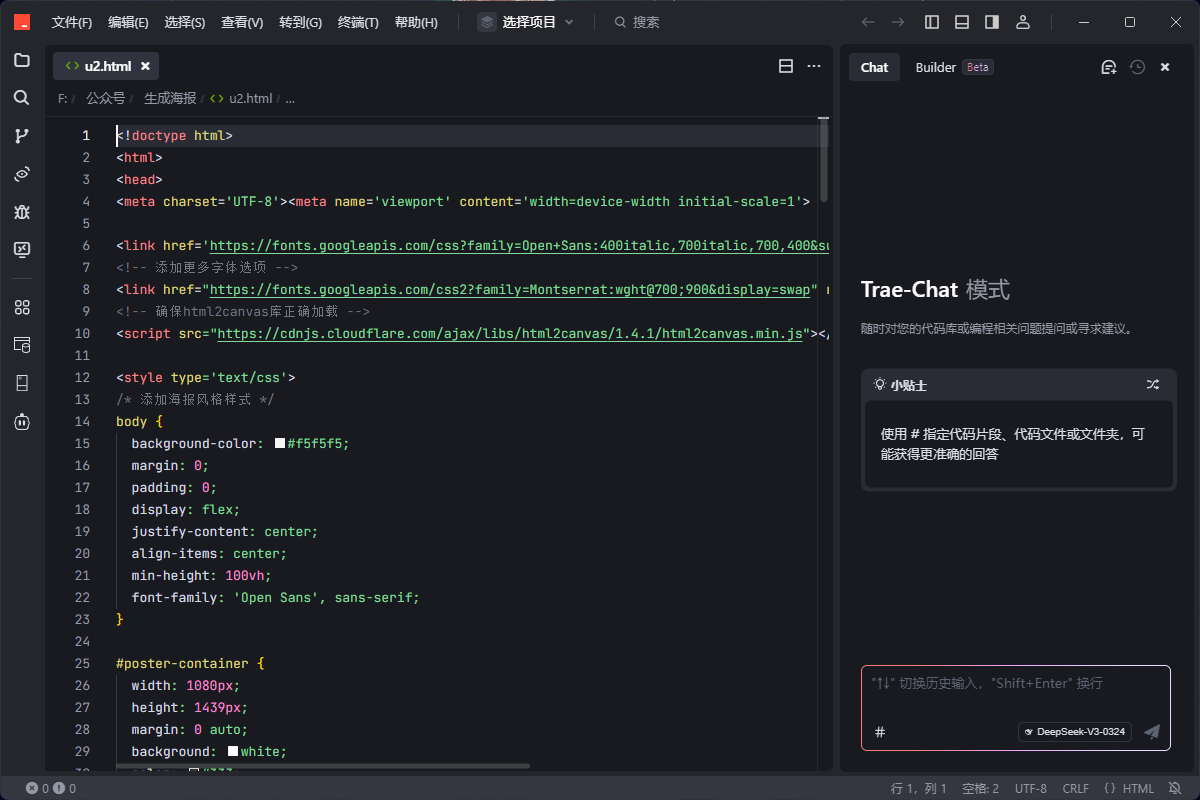 文件(F) 编辑(E) 选择(S) 查看(V) 转到(G) 终端(T) 帮助(H) 选择项目 搜索
u2.html
F: / 公众号 / 生成海报 / u2.html / ...
1 <!doctype html>
2 <html>
3 <head>
4 <meta charset='UTF-8'><meta name='viewport' content='width=device-width initial-scale=1'>
5
6 <link href='https://fonts.googleapis.com/css?family=Open+Sans:400italic,700italic,700,400&su
7 <!-- 添加更多字体选项 -->
8 <link href="https://fonts.googleapis.com/css2?family=Montserrat:wght@700;900&display=swap" r
9 <!-- 确保html2canvas库正确加载 -->
10 <script src="https://cdnjs.cloudflare.com/ajax/libs/html2canvas/1.4.1/html2canvas.min.js"></
11
12 <style type='text/css'>
13 /* 添加海报风格样式 */
14 body {
15 background-color: #f5f5f5;
16 margin: 0;
17 padding: 0;
18 display: flex;
19 justify-content: center;
20 align-items: center;
21 min-height: 100vh;
22 font-family: 'Open Sans', sans-serif;
23 }
24
25 #poster-container {
26 width: 1080px;
27 height: 1439px;
28 margin: 0 auto;
29 background: white;
Chat Builder Beta
Trae-Chat 模式
随时对您的代码库或编程相关问题提问或寻求建议。
小贴士
使用 # 指定代码片段、代码文件或文件夹，可
能获得更准确的回答
"↑↓" 切换历史输入，"Shift+Enter" 换行
# DeepSeek-V3-0324
0 0 行 1，列 1 空格: 2 UTF-8 CRLF {} HTML